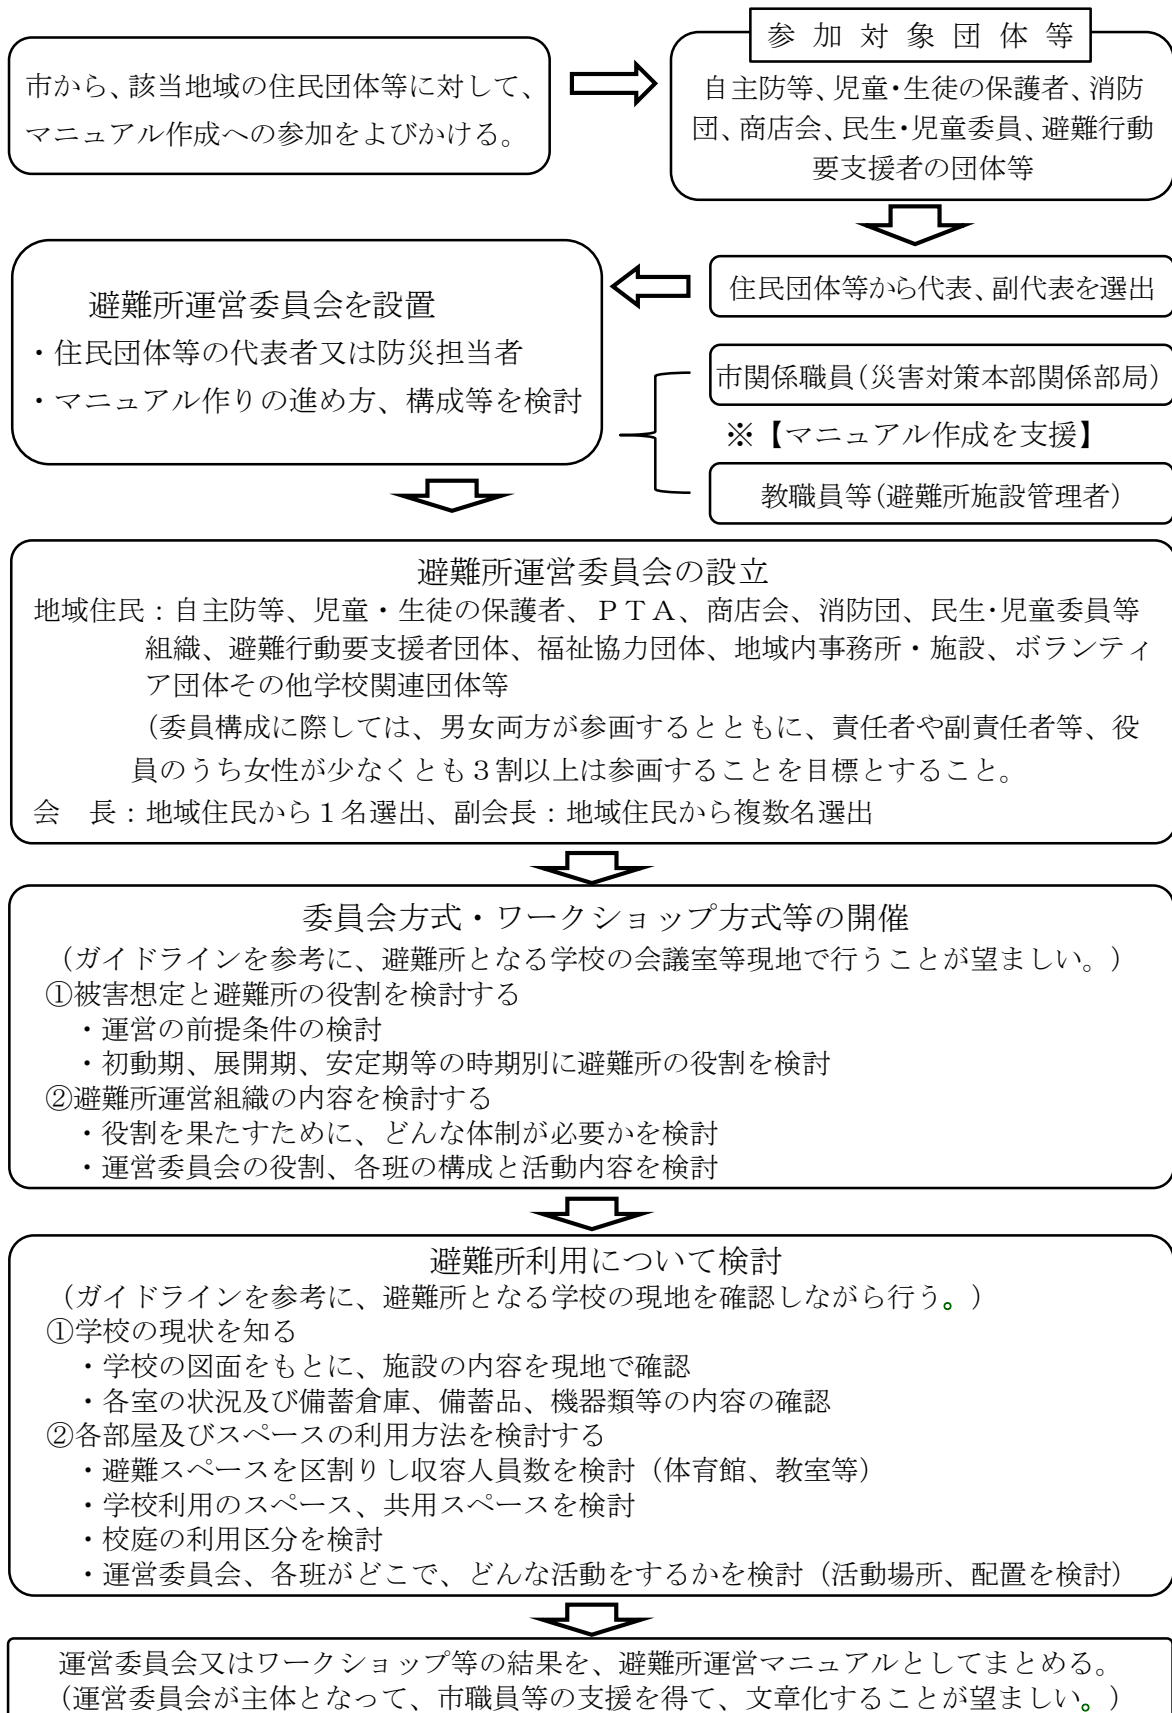 参加対象団体等
市から、該当地域の住民団体等に対して、
マニュアル作成への参加をよびかける。
自主防等、児童・生徒の保護者、消防
団、商店会、民生・児童委員、避難行動
要支援者の団体等
住民団体等から代表、副代表を選出
避難所運営委員会を設置
・住民団体等の代表者又は防災担当者
・マニュアル作りの進め方、構成等を検討
市関係職員(災害対策本部関係部局)
※【マニュアル作成を支援】
教職員等(避難所施設管理者)
避難所運営委員会の設立
地域住民：自主防等、児童・生徒の保護者、ＰＴＡ、商店会、消防団、民生・児童委員等
組織、避難行動要支援者団体、福祉協力団体、地域内事務所・施設、ボランティ
ア団体その他学校関連団体等
（委員構成に際しては、男女両方が参画するとともに、責任者や副責任者等、役
員のうち女性が少なくとも３割以上は参画することを目標とすること。
会　長：地域住民から１名選出、副会長：地域住民から複数名選出
委員会方式・ワークショップ方式等の開催
（ガイドラインを参考に、避難所となる学校の会議室等現地で行うことが望ましい。）
①被害想定と避難所の役割を検討する
・運営の前提条件の検討
・初動期、展開期、安定期等の時期別に避難所の役割を検討
②避難所運営組織の内容を検討する
・役割を果たすために、どんな体制が必要かを検討
・運営委員会の役割、各班の構成と活動内容を検討
避難所利用について検討
（ガイドラインを参考に、避難所となる学校の現地を確認しながら行う。）
①学校の現状を知る
・学校の図面をもとに、施設の内容を現地で確認
・各室の状況及び備蓄倉庫、備蓄品、機器類等の内容の確認
②各部屋及びスペースの利用方法を検討する
・避難スペースを区割りし収容人員数を検討（体育館、教室等）
・学校利用のスペース、共用スペースを検討
・校庭の利用区分を検討
・運営委員会、各班がどこで、どんな活動をするかを検討（活動場所、配置を検討）
運営委員会又はワークショップ等の結果を、避難所運営マニュアルとしてまとめる。
（運営委員会が主体となって、市職員等の支援を得て、文章化することが望ましい。）